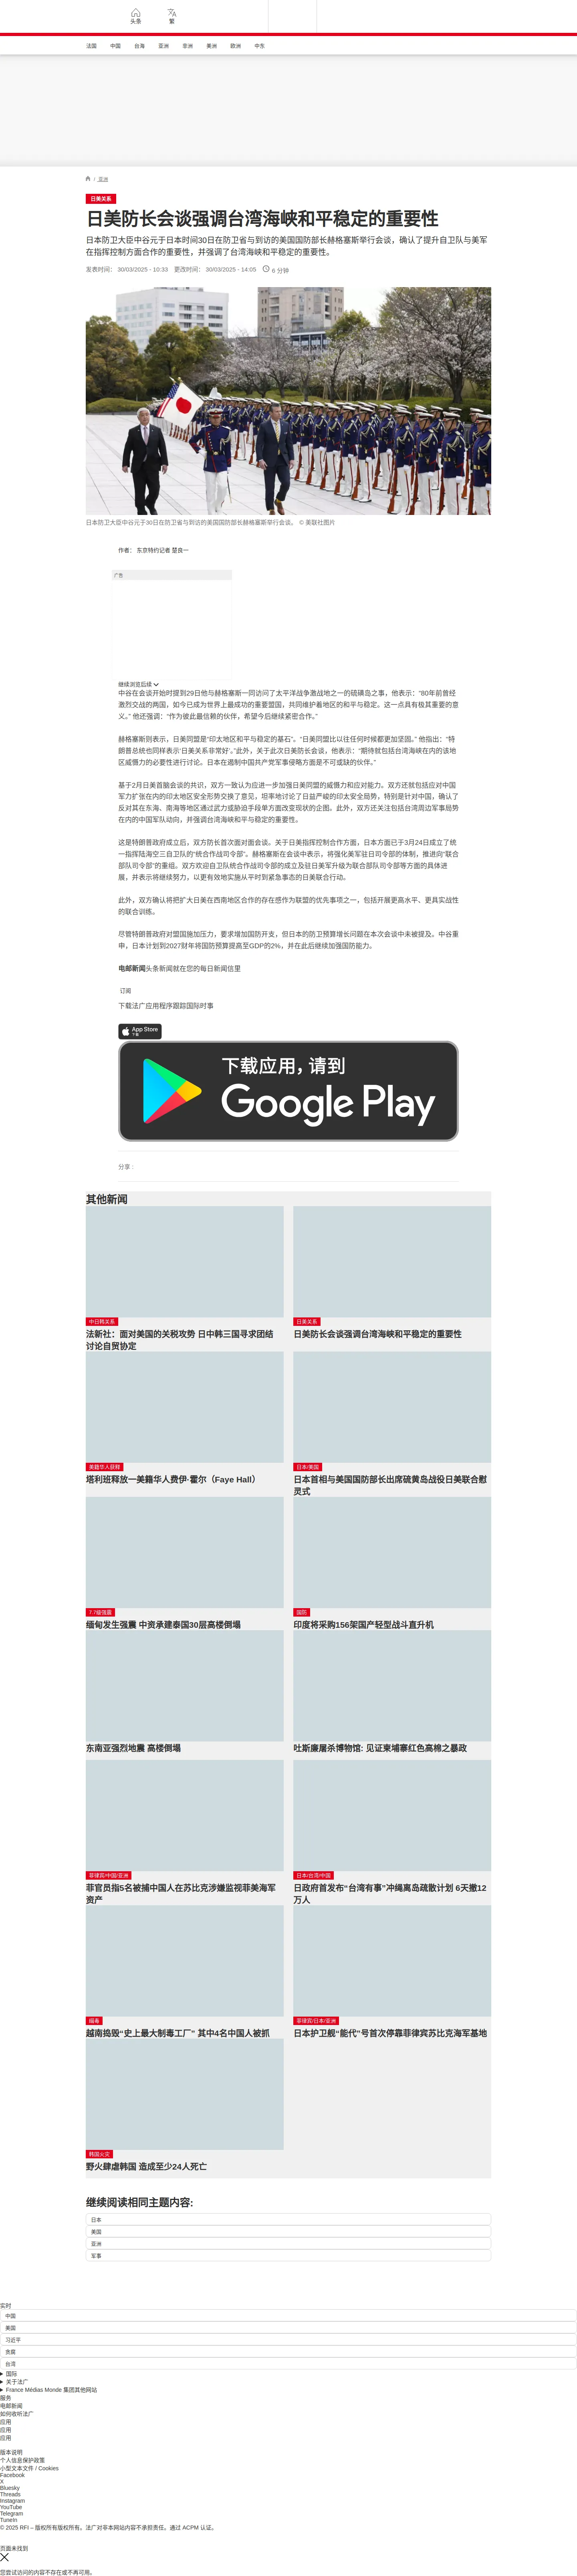 头条
繁
法国
中国
台海
亚洲
非洲
美洲
欧洲
中东
/ 亚洲
日美关系
日美防长会谈强调台湾海峡和平稳定的重要性
日本防卫大臣中谷元于日本时间30日在防卫省与到访的美国国防部长赫格塞斯举行会谈，确认了提升自卫队与美军
在指挥控制方面合作的重要性，并强调了台湾海峡和平稳定的重要性。
发表时间： 30/03/2025 - 10:33 更改时间： 30/03/2025 - 14:05 6 分钟
日本防卫大臣中谷元于30日在防卫省与到访的美国国防部长赫格塞斯举行会谈。 © 美联社图片
作者： 东京特约记者 楚良一
广告
继续浏览后续
中谷在会谈开始时提到29日他与赫格塞斯一同访问了太平洋战争激战地之一的硫磺岛之事，他表示：“80年前曾经
激烈交战的两国，如今已成为世界上最成功的重要盟国，共同维护着地区的和平与稳定。这一点具有极其重要的意
义。” 他还强调：“作为彼此最信赖的伙伴，希望今后继续紧密合作。”
赫格塞斯则表示，日美同盟是“印太地区和平与稳定的基石”。“日美同盟比以往任何时候都更加坚固。” 他指出：“特
朗普总统也同样表示‘日美关系非常好’。”此外，关于此次日美防长会谈，他表示：“期待就包括台湾海峡在内的该地
区威慑力的必要性进行讨论。日本在遏制中国共产党军事侵略方面是不可或缺的伙伴。”
基于2月日美首脑会谈的共识，双方一致认为应进一步加强日美同盟的威慑力和应对能力。双方还就包括应对中国
军力扩张在内的印太地区安全形势交换了意见，坦率地讨论了日益严峻的印太安全局势，特别是针对中国，确认了
反对其在东海、南海等地区通过武力或胁迫手段单方面改变现状的企图。此外，双方还关注包括台湾周边军事局势
在内的中国军队动向，并强调台湾海峡和平与稳定的重要性。
这是特朗普政府成立后，双方防长首次面对面会谈。关于日美指挥控制合作方面，日本方面已于3月24日成立了统
一指挥陆海空三自卫队的“统合作战司令部”。赫格塞斯在会谈中表示，将强化美军驻日司令部的体制，推进向“联合
部队司令部”的重组。双方欢迎自卫队统合作战司令部的成立及驻日美军升级为联合部队司令部等方面的具体进
展，并表示将继续努力，以更有效地实施从平时到紧急事态的日美联合行动。
此外，双方确认将把扩大日美在西南地区合作的存在感作为联盟的优先事项之一，包括开展更高水平、更具实战性
的联合训练。
尽管特朗普政府对盟国施加压力，要求增加国防开支，但日本的防卫预算增长问题在本次会谈中未被提及。中谷重
申，日本计划到2027财年将国防预算提高至GDP的2%，并在此后继续加强国防能力。
电邮新闻头条新闻就在您的每日新闻信里
订阅
下载法广应用程序跟踪国际时事
App Store
下载
下载应用，请到
Google Play
分享 :
其他新闻
中日韩关系
法新社：面对美国的关税攻势 日中韩三国寻求团结
讨论自贸协定
日美关系
日美防长会谈强调台湾海峡和平稳定的重要性
美籍华人获释
塔利班释放一美籍华人费伊·霍尔（Faye Hall）
日本/美国
日本首相与美国国防部长出席硫黄岛战役日美联合慰
灵式
7.7级强震
缅甸发生强震 中资承建泰国30层高楼倒塌
国防
印度将采购156架国产轻型战斗直升机
东南亚强烈地震 高楼倒塌
吐斯廉屠杀博物馆: 见证柬埔寨红色高棉之暴政
菲律宾/中国/亚洲
菲官员指5名被捕中国人在苏比克涉嫌监视菲美海军
资产
日本/台湾/中国
日政府首发布“台湾有事”冲绳离岛疏散计划 6天撤12
万人
缉毒
越南捣毁“史上最大制毒工厂” 其中4名中国人被抓
菲律宾/日本/亚洲
日本护卫舰“能代”号首次停靠菲律宾苏比克海军基地
韩国火灾
野火肆虐韩国 造成至少24人死亡
继续阅读相同主题内容:
日本
美国
亚洲
军事
实时
中国
美国
习近平
贪腐
台湾
国际
关于法广
France Médias Monde 集团其他网站
服务
电邮新闻
如何收听法广
应用
应用
应用
版本说明
个人信息保护政策
小型文本文件 / Cookies
Facebook
X
Bluesky
Threads
Instagram
YouTube
Telegram
TuneIn
© 2025 RFI – 版权所有版权所有。法广对非本网站内容不承担责任。通过 ACPM 认证。
页面未找到
您尝试访问的内容不存在或不再可用。